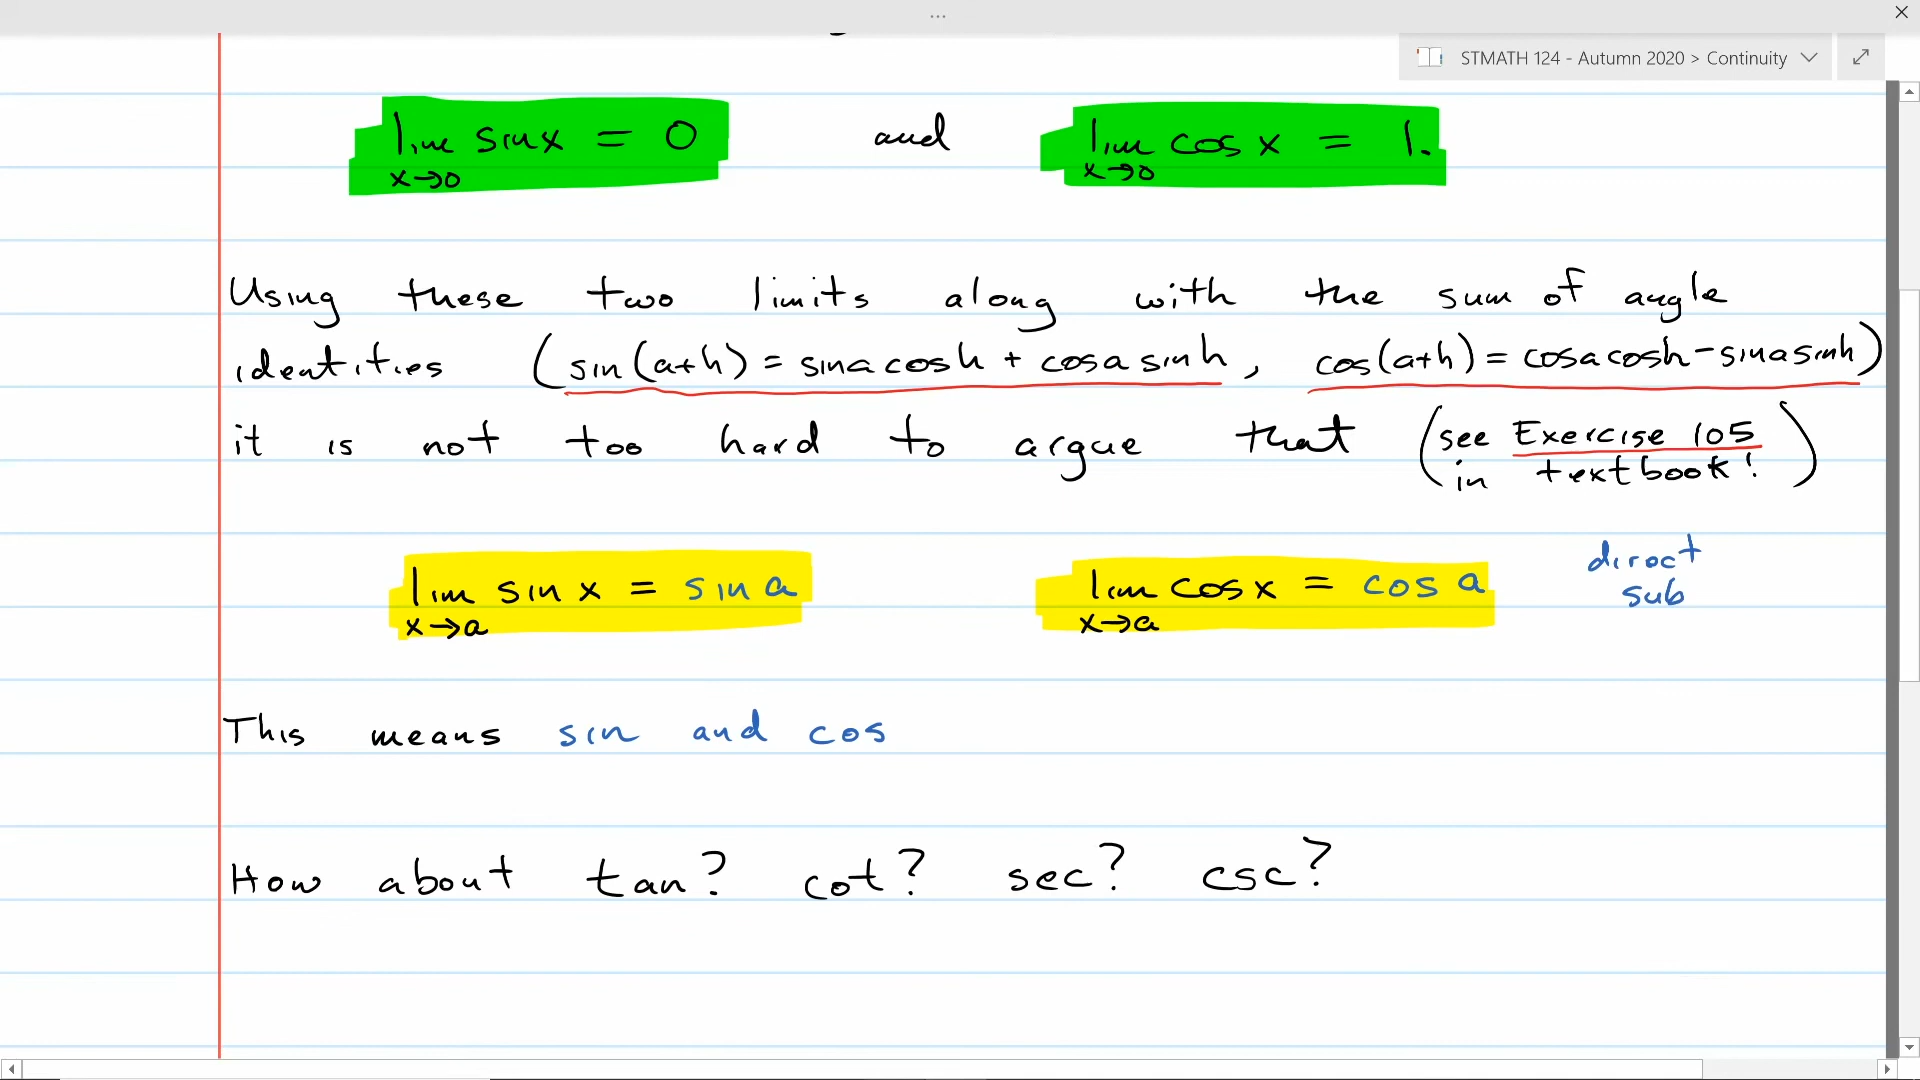 ...
STMATH 124 - Autumn 2020 > Continuity
lim sin x = 0 and lim cos x = 1.
x→0 x→0
Using these two limits along with the sum of angle
identities (sin(a+h) = sin a cos h + cos a sin h, cos(a+h) = cos a cos h - sin a sin h)
it is not too hard to argue that (see Exercise 105
in textbook!)
direct
sub
lim sin x = sin a lim cos x = cos a
x→a x→a
This means sin and cos
How about tan? cot? sec? csc?